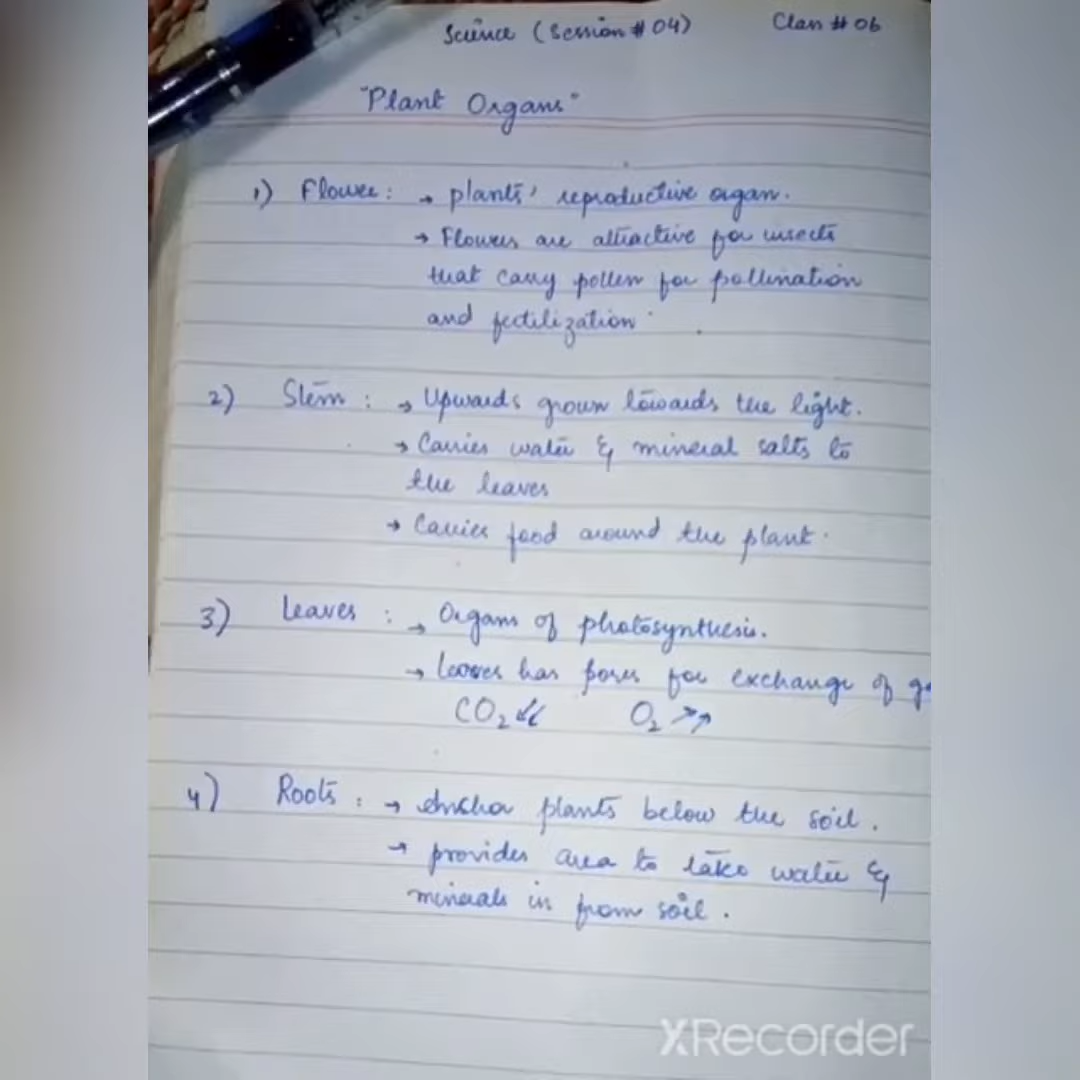 Science (Session # 04) Class # 06
"Plant Organs"
1) Flower : → plants' reproductive organ.
→ Flowers are attractive for insects
that carry pollen for pollination
and fertilization.
2) Stem : → Upwards grown towards the light.
→ Carries water & mineral salts to
the leaves
→ Carries food around the plant.
3) Leaves : → Organs of photosynthesis.
→ leaves has pores for exchange of
CO₂ ↙↙ O₂ ↗↗
4) Roots : → Anchor plants below the soil.
→ provides area to take water &
minerals in from soil.
XRecorder